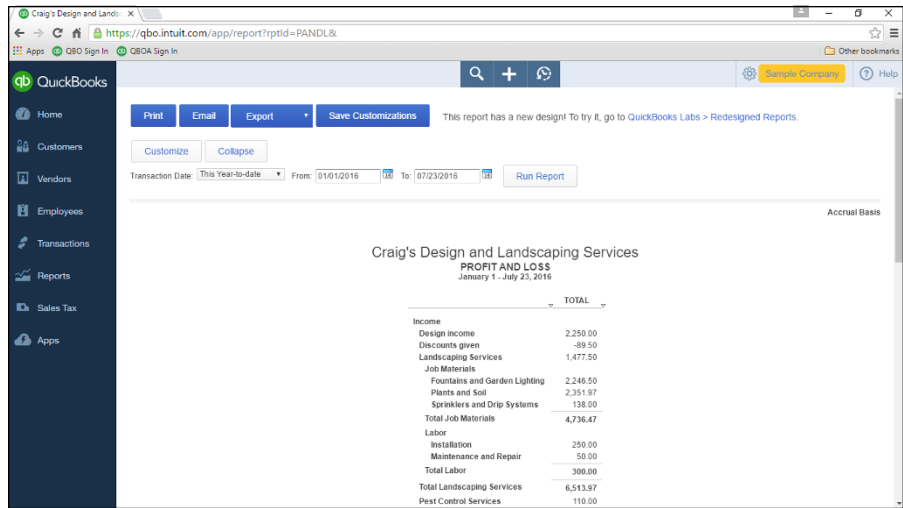 Craig's Design and Landsc
https://qbo.intuit.com/app/report?rptId=PANDL&
Apps QBO Sign In QBOA Sign In Other bookmarks
qb QuickBooks Sample Company ? Help
Home
Customers
Vendors
Employees
Transactions
Reports
Sales Tax
Apps
Print Email Export Save Customizations This report has a new design! To try it, go to QuickBooks Labs > Redesigned Reports.
Customize Collapse
Transaction Date: This Year-to-date From: 01/01/2016 To: 07/23/2016 Run Report
Accrual Basis
Craig's Design and Landscaping Services
PROFIT AND LOSS
January 1 - July 23, 2016
TOTAL
Income
Design income 2,250.00
Discounts given -89.50
Landscaping Services 1,477.50
Job Materials
Fountains and Garden Lighting 2,246.50
Plants and Soil 2,351.97
Sprinklers and Drip Systems 138.00
Total Job Materials 4,736.47
Labor
Installation 250.00
Maintenance and Repair 50.00
Total Labor 300.00
Total Landscaping Services 6,513.97
Pest Control Services 110.00